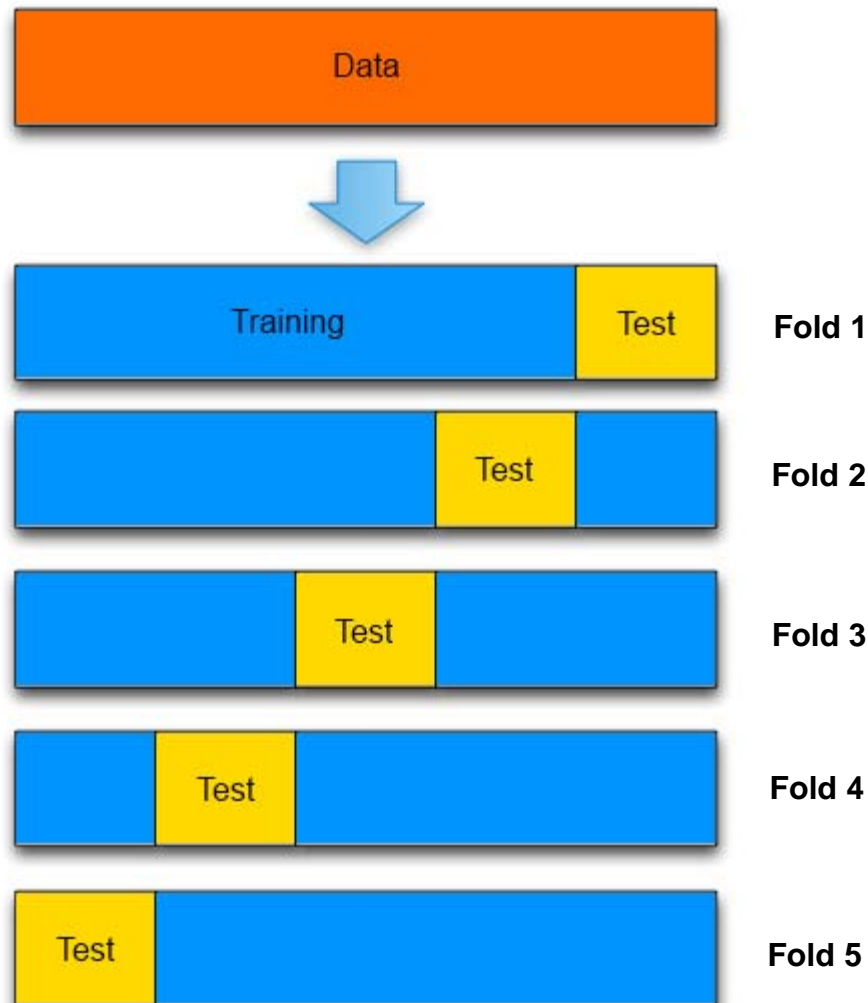 Data
Training Test Fold 1
Test Fold 2
Test Fold 3
Test Fold 4
Test Fold 5